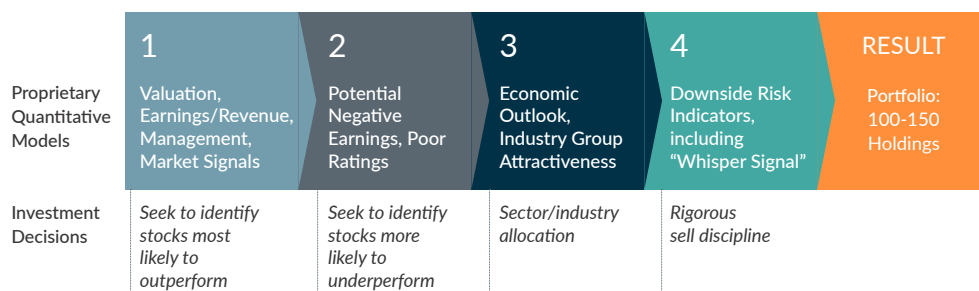 Proprietary
Quantitative
Models
1
Valuation,
Earnings/Revenue,
Management,
Market Signals
2
Potential
Negative
Earnings, Poor
Ratings
3
Economic
Outlook,
Industry Group
Attractiveness
4
Downside Risk
Indicators,
including
“Whisper Signal”
RESULT
Portfolio:
100-150
Holdings
Investment
Decisions
Seek to identify
stocks most
likely to
outperform
Seek to identify
stocks more
likely to
underperform
Sector/industry
allocation
Rigorous
sell discipline